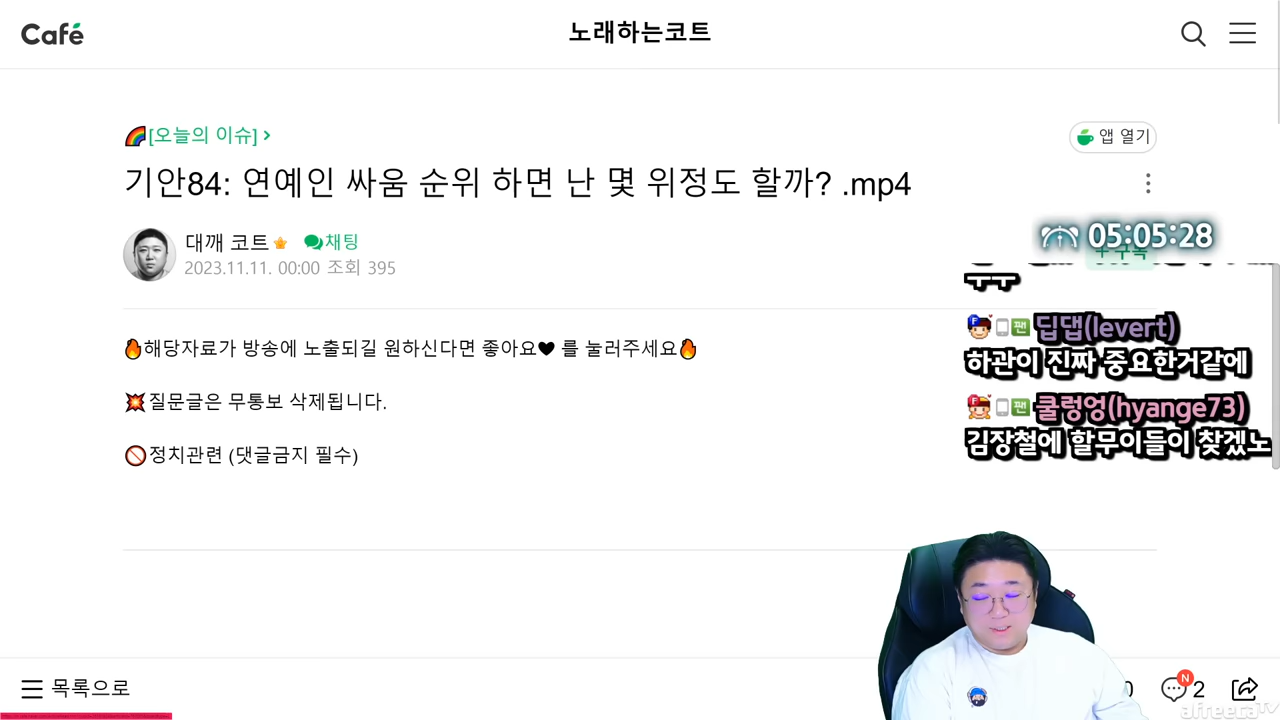 Café
노래하는코트
[오늘의 이슈] >
앱 열기
기안84: 연예인 싸움 순위 하면 난 몇 위정도 할까? .mp4
대깨 코트 채팅
2023.11.11. 00:00 조회 395
05:05:28
해당자료가 방송에 노출되길 원하신다면 좋아요🖤 를 눌러주세요
질문글은 무통보 삭제됩니다.
정치관련 (댓글금지 필수)
팬 딥댑(levert)
하관이 진짜 중요한거같에
팬 쿨렁엉(hyange73)
김장철에 할무이들이 찾겠노
목록으로
N
2
afreecaTV